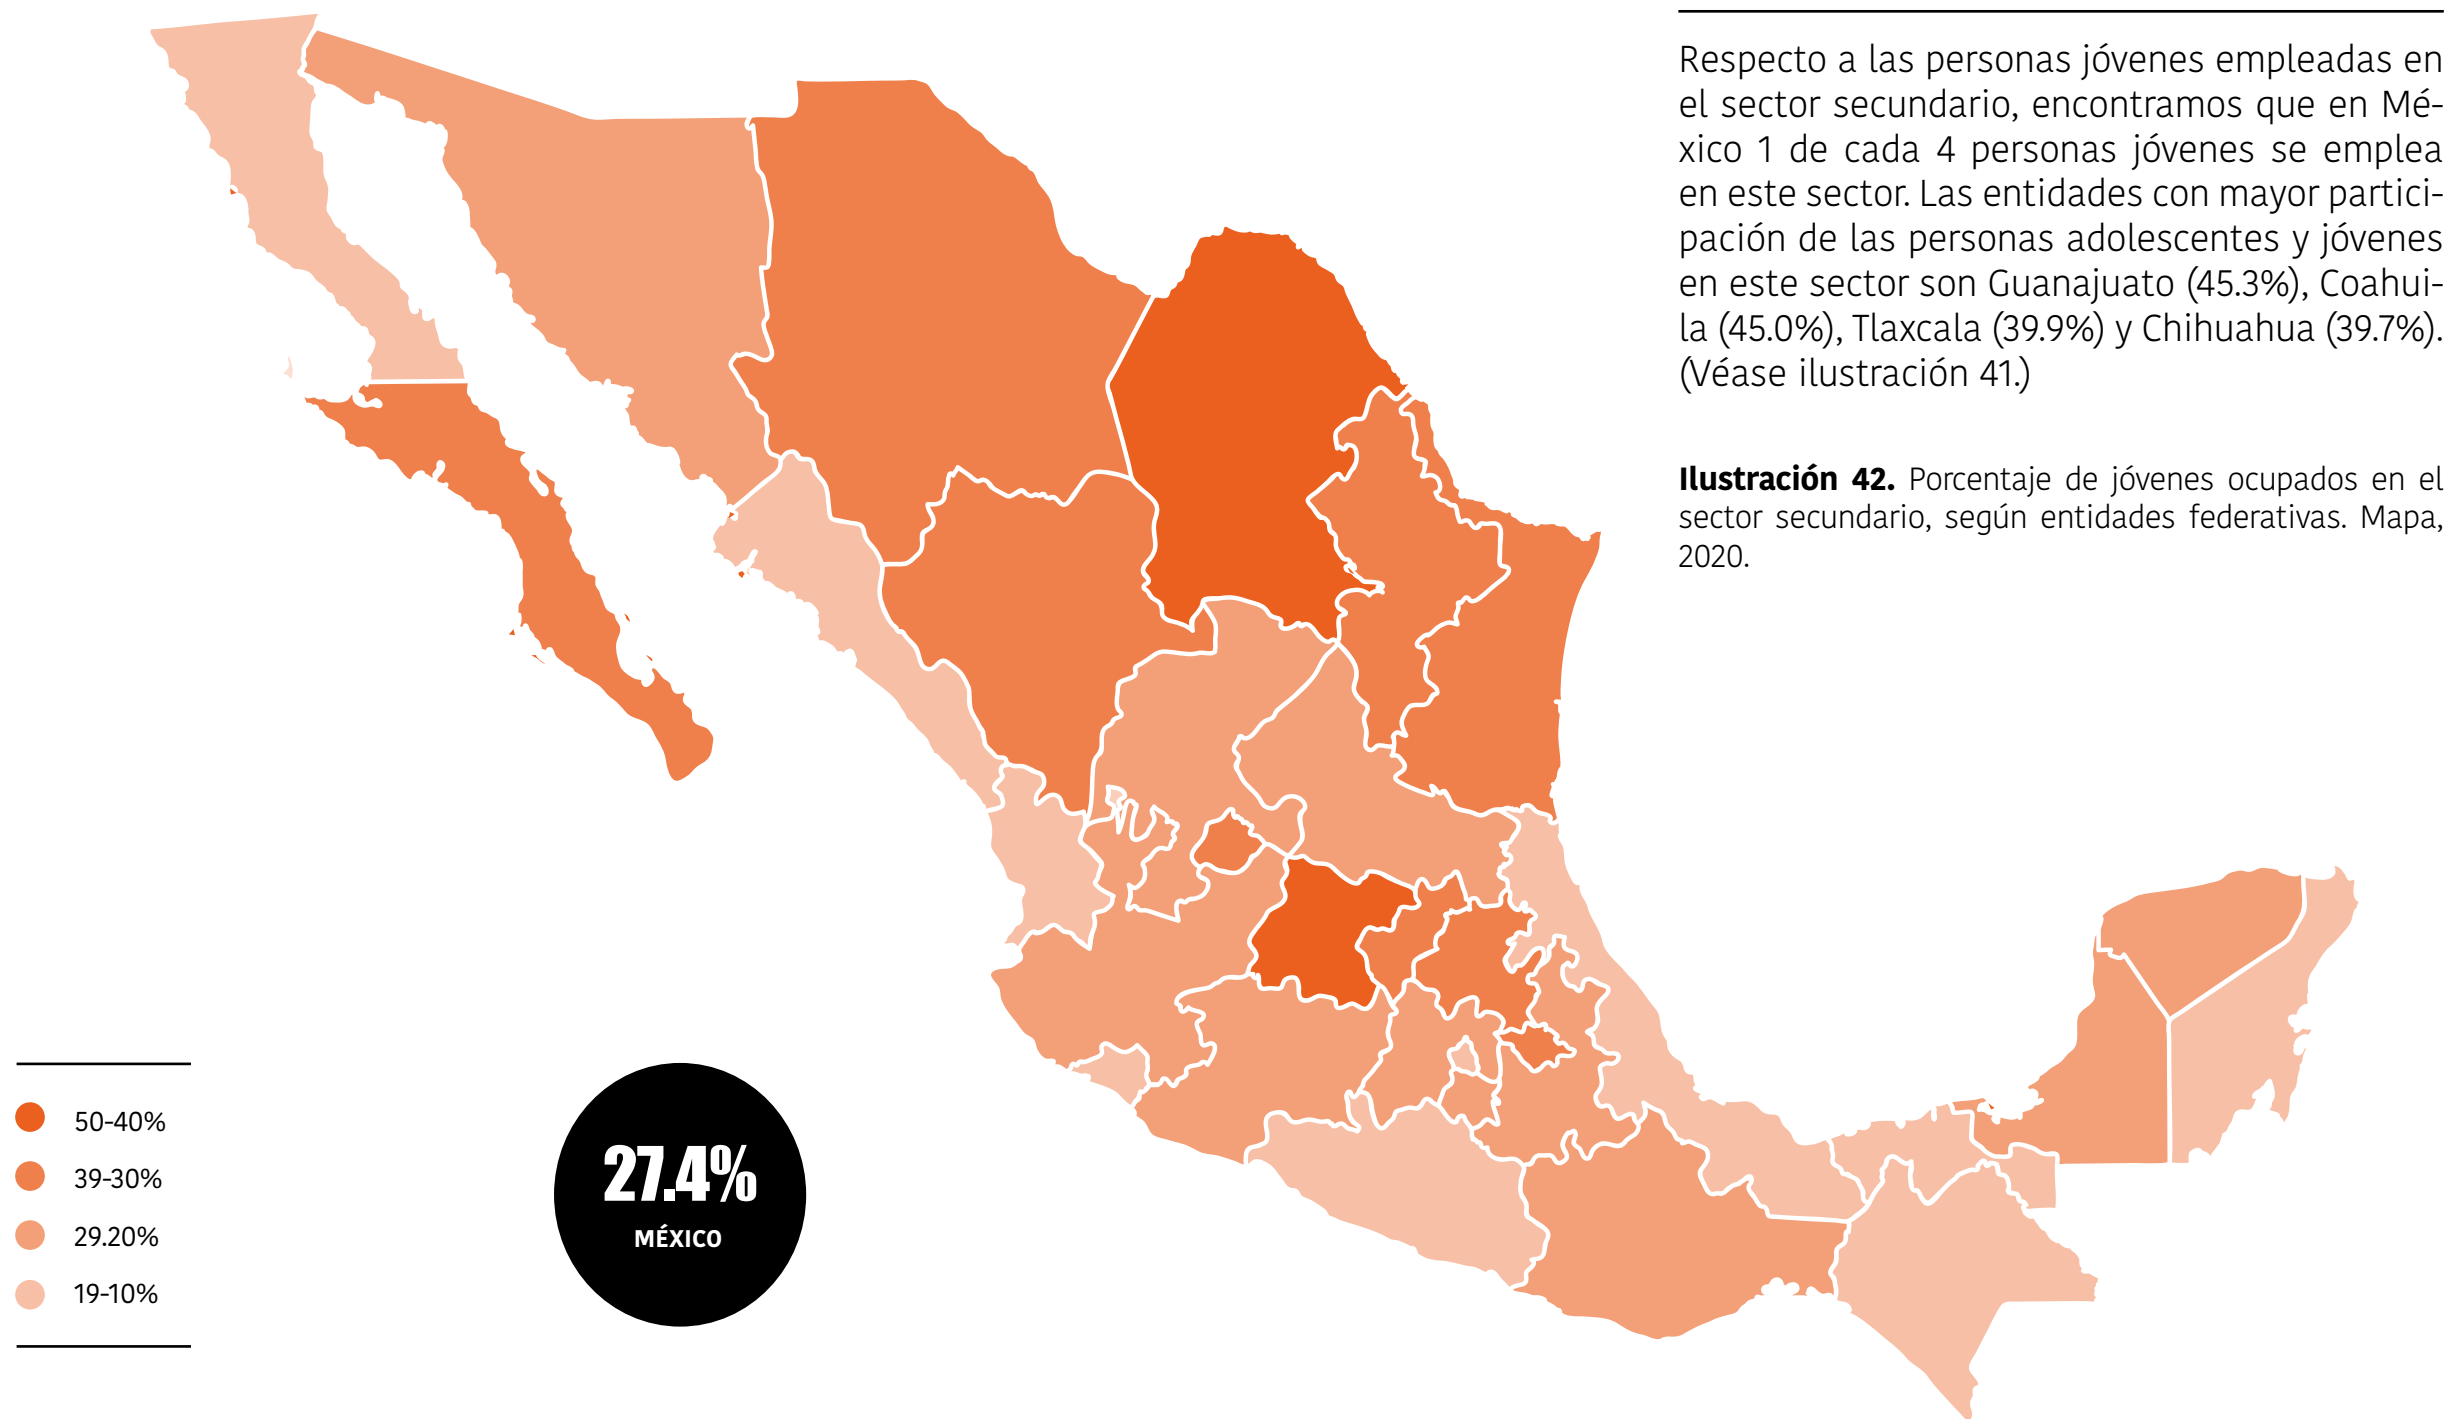 Respecto a las personas jóvenes empleadas en
el sector secundario, encontramos que en Mé-
xico 1 de cada 4 personas jóvenes se emplea
en este sector. Las entidades con mayor partici-
pación de las personas adolescentes y jóvenes
en este sector son Guanajuato (45.3%), Coahui-
la (45.0%), Tlaxcala (39.9%) y Chihuahua (39.7%).
(Véase ilustración 41.)
Ilustración 42. Porcentaje de jóvenes ocupados en el
sector secundario, según entidades federativas. Mapa,
2020.
50-40%
39-30%
29.20%
19-10%
27.4%
MÉXICO